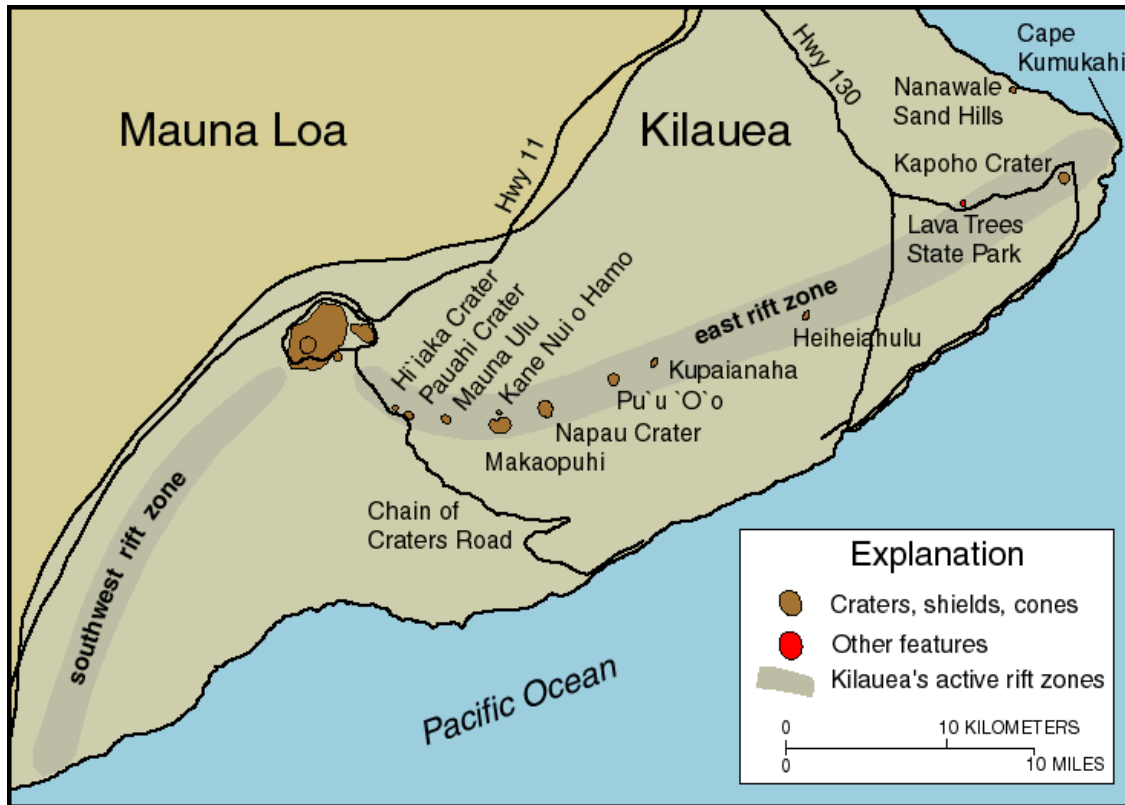 Cape
Kumukahi
Hwy 130
Nanawale
Sand Hills
Mauna Loa
Kilauea
Hwy 11
Kapoho Crater
Lava Trees
State Park
Hi`iaka Crater
Pauahi Crater
Mauna Ulu
Kane Nui o Hamo
east rift zone
Heiheiahulu
Kupaianaha
Pu`u `O`o
Napau Crater
Makaopuhi
southwest rift zone
Chain of
Craters Road
Pacific Ocean
Explanation
Craters, shields, cones
Other features
Kilauea's active rift zones
0 10 KILOMETERS
0 10 MILES